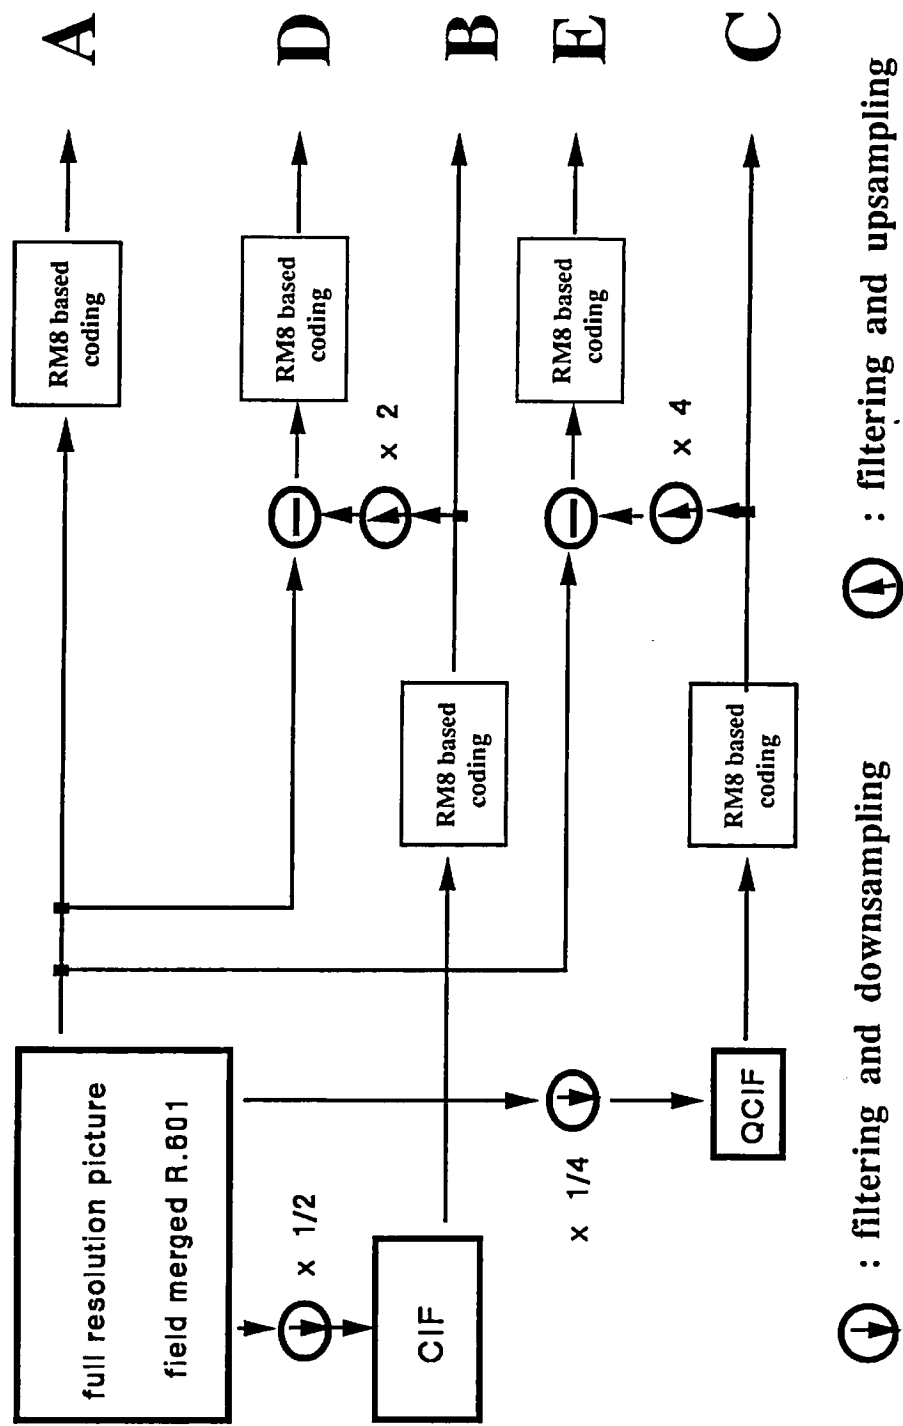 full resolution picture
field merged R.601
RM8 based
coding
A
RM8 based
coding
D
x 1/2
x 2
CIF
RM8 based
coding
B
RM8 based
coding
E
x 1/4
x 4
QCIF
RM8 based
coding
C
: filtering and downsampling
: filtering and upsampling